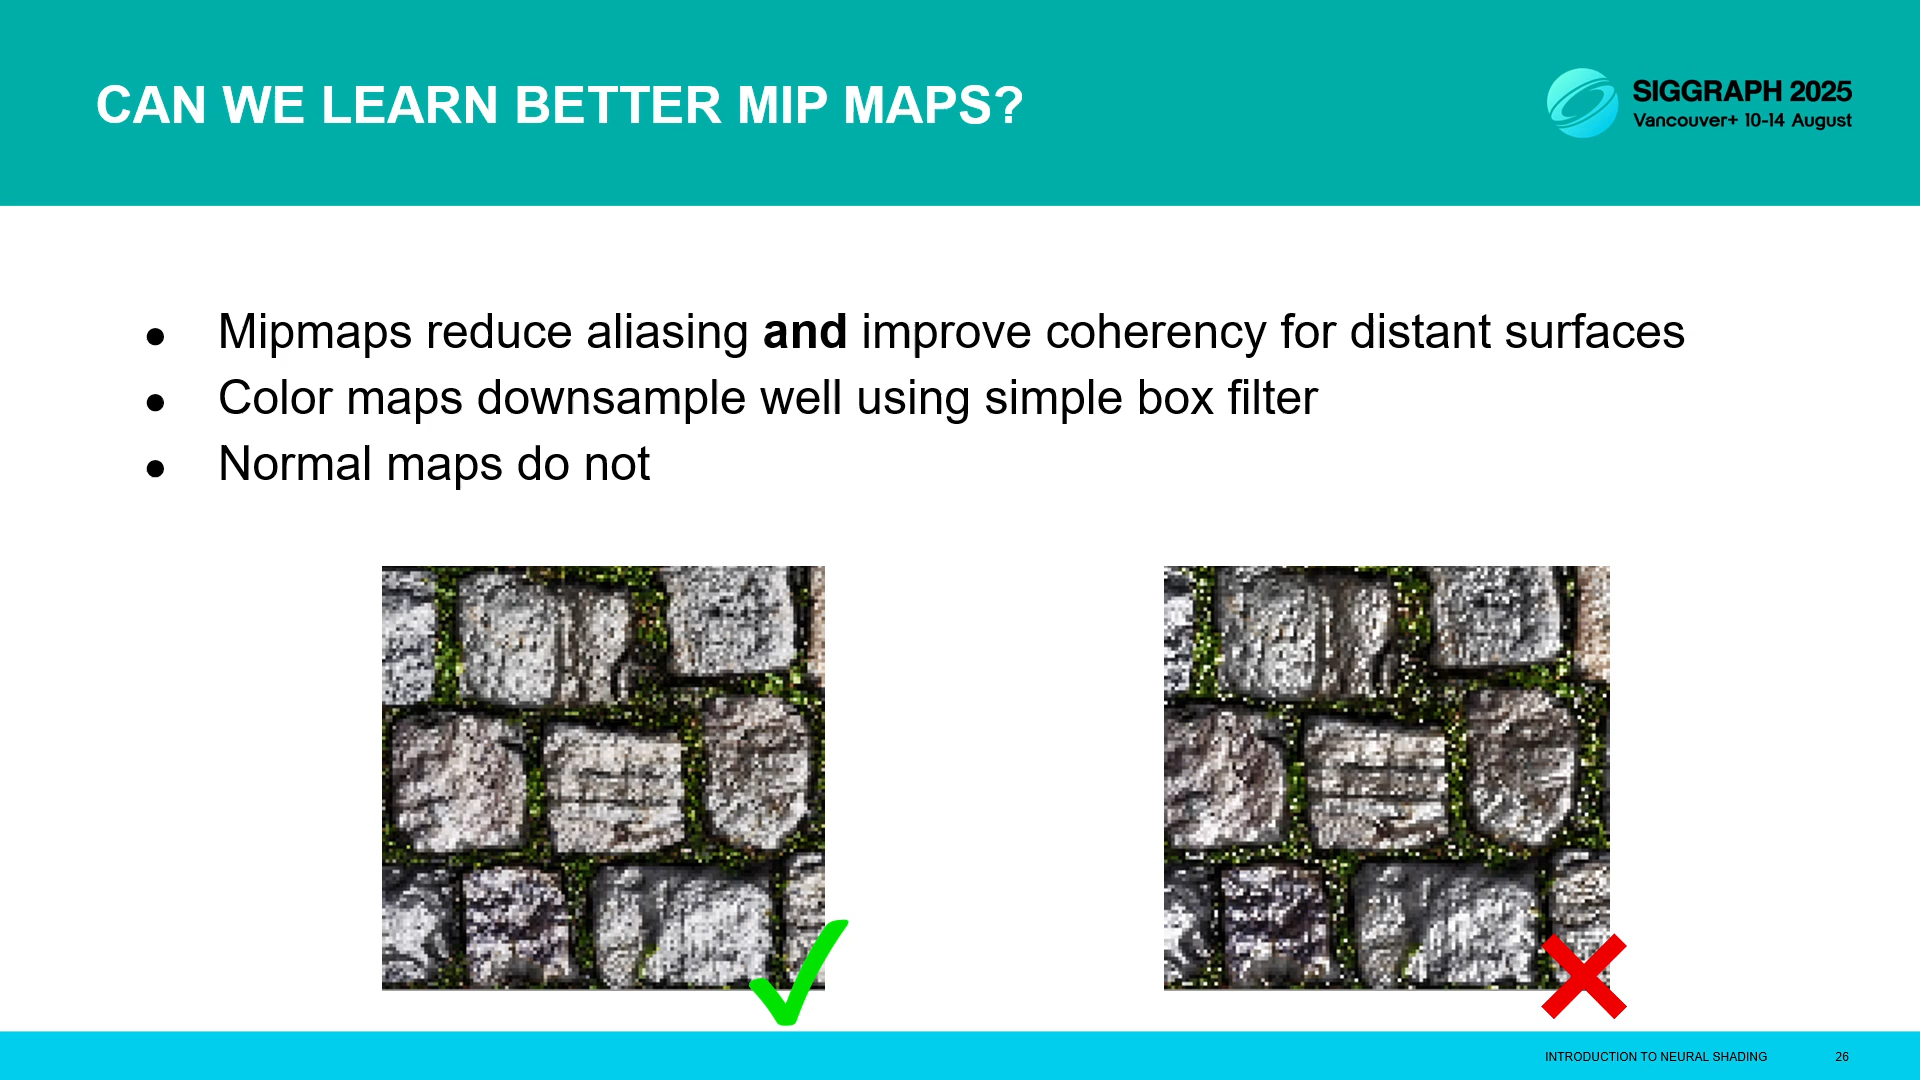 CAN WE LEARN BETTER MIP MAPS?
SIGGRAPH 2025
Vancouver+ 10-14 August
● Mipmaps reduce aliasing and improve coherency for distant surfaces
● Color maps downsample well using simple box filter
● Normal maps do not
INTRODUCTION TO NEURAL SHADING 26